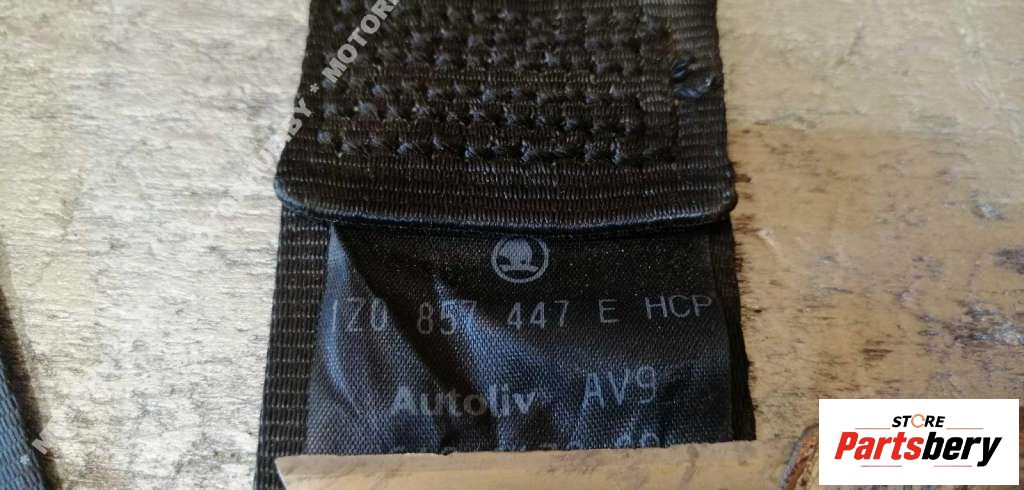 1Z0 857 447 E HCP
Autoliv AV9
STORE
Partsbery